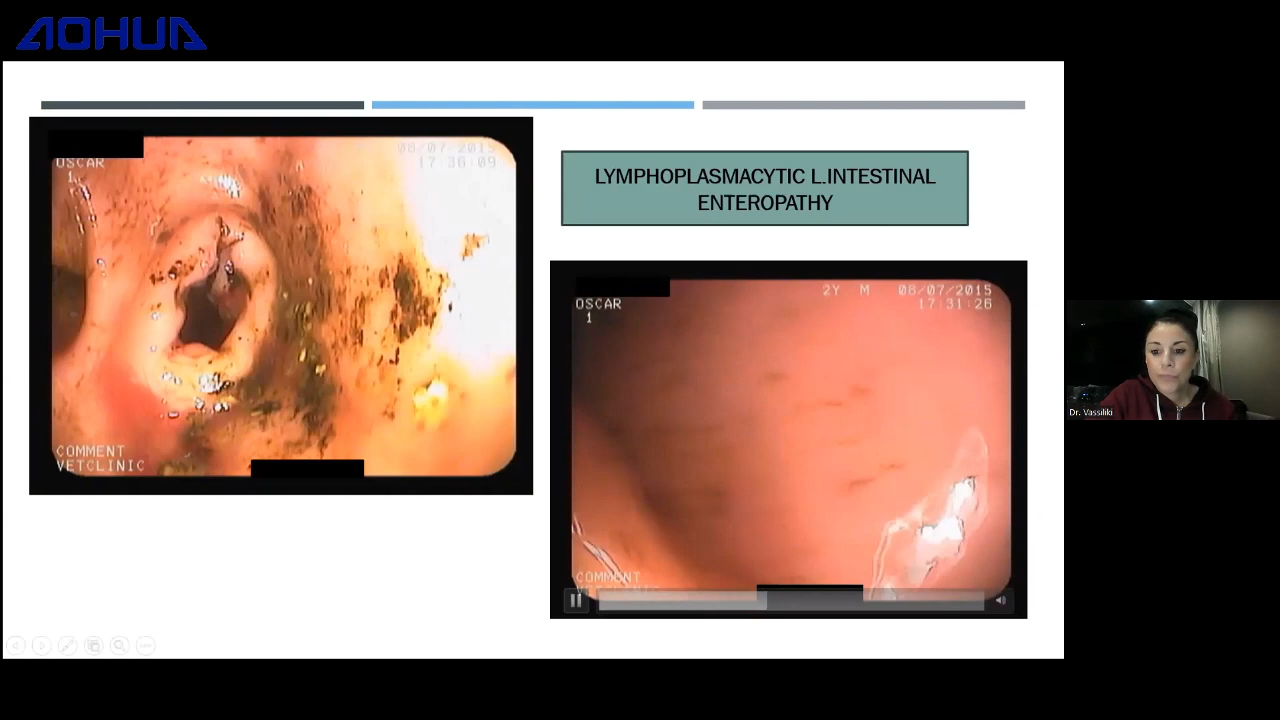 AOHUA
LYMPHOPLASMACYTIC L.INTESTINAL
ENTEROPATHY
08/07/2015
17:36:09
OSCAR
1
COMMENT
VETCLINIC
2Y M 08/07/2015
17:31:26
OSCAR
1
COMMENT
Dr. Vassiliki